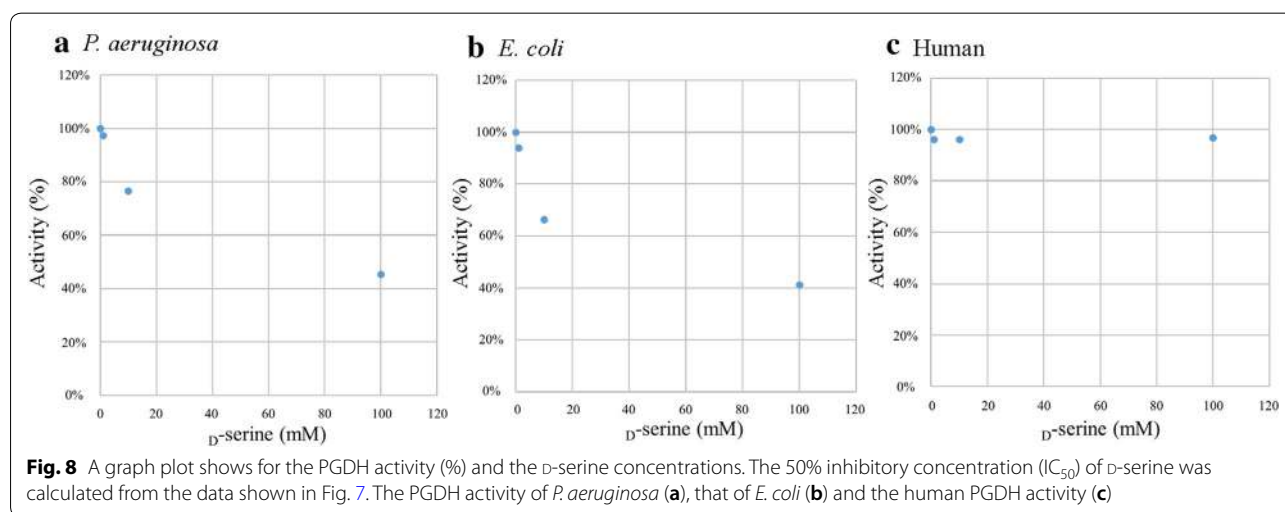 a P. aeruginosa
120%
100%
80%
60%
40%
20%
0%
0 20 40 60 80 100 120
Activity (%)
D-serine (mM)
b E. coli
120%
100%
80%
60%
40%
20%
0%
0 20 40 60 80 100 120
Activity (%)
D-serine (mM)
c Human
120%
100%
80%
60%
40%
20%
0%
0 20 40 60 80 100 120
Activity (%)
D-serine (mM)
Fig. 8 A graph plot shows for the PGDH activity (%) and the D-serine concentrations. The 50% inhibitory concentration (IC50) of D-serine was
calculated from the data shown in Fig. 7. The PGDH activity of P. aeruginosa (a), that of E. coli (b) and the human PGDH activity (c)